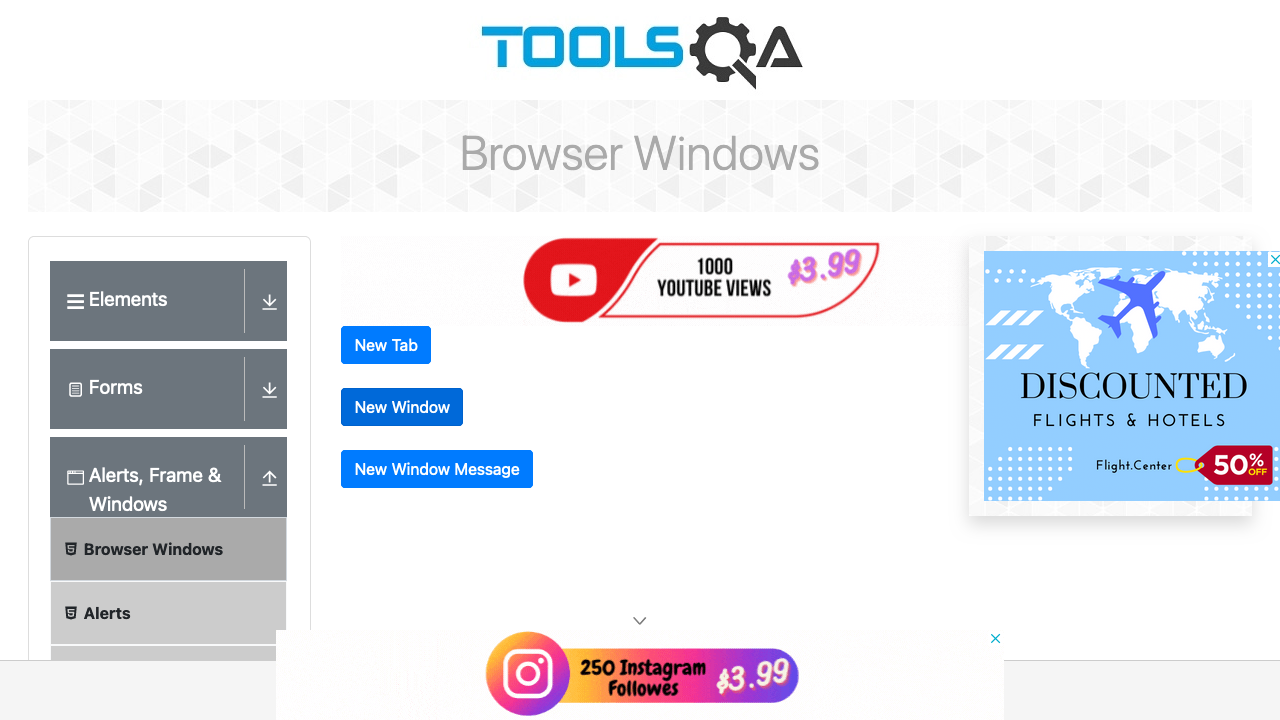 TOOLSQA
Browser Windows
Elements
Forms
Alerts, Frame &
Windows
Browser Windows
Alerts
1000
YOUTUBE VIEWS
$3.99
New Tab
New Window
New Window Message
DISCOUNTED
FLIGHTS & HOTELS
Flight.Center
50%
OFF
250 Instagram
Followes
$3.99